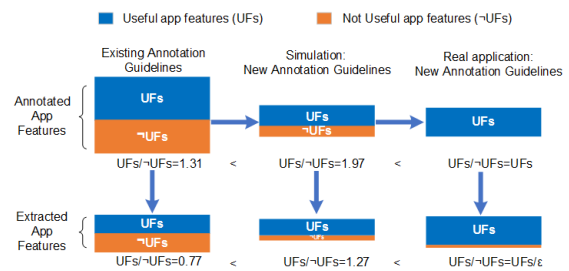 Useful app features (UFs) Not Useful app features (¬UFs)
Existing Annotation Guidelines
Simulation: New Annotation Guidelines
Real application: New Annotation Guidelines
Annotated App Features
UFs
¬UFs
UFs
¬UFs
UFs
UFs/¬UFs=1.31 < UFs/¬UFs=1.97 < UFs/¬UFs=UFs
Extracted App Features
UFs
¬UFs
UFs
UFs
UFs/¬UFs=0.77 < UFs/¬UFs=1.27 < UFs/¬UFs=UFs/ε